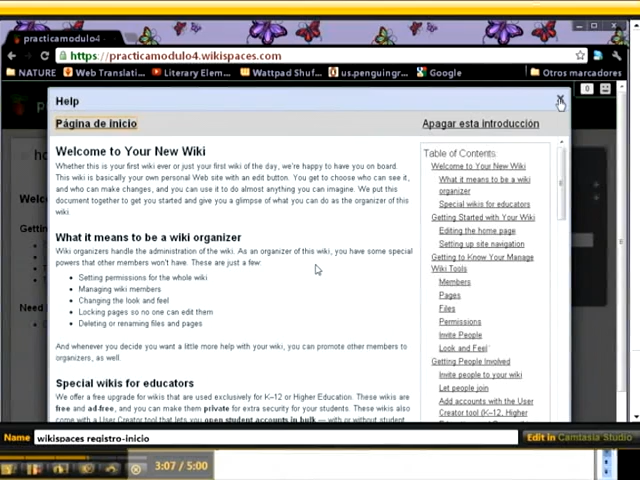 practicamodulo4
https://practicamodulo4.wikispaces.com
NATURE Web Translati... Literary Elem... Wattpad Shuf... us.penguingr... Google Otros marcadores
Help
Página de inicio Apagar esta introducción
Welcome to Your New Wiki
Whether this is your first wiki ever or just your first wiki of the day, we're happy to have you on board.
This wiki is basically your own personal Web site with an edit button. You get to choose who can see it,
and who can make changes, and you can use it to do almost anything you can imagine. We put this
document together to get you started and give you a glimpse of what you can do as the organizer of this
wiki
What it means to be a wiki organizer
Wiki organizers handle the administration of the wiki. As an organizer of this wiki, you have some special
powers that other members won't have. These are just a few:
Setting permissions for the whole wiki
Managing wiki members
Changing the look and feel
Locking pages so no one can edit them
Deleting or renaming files and pages
And whenever you decide you want a little more help with your wiki, you can promote other members to
organizers, as well.
Special wikis for educators
We offer a free upgrade for wikis that are used exclusively for K–12 or Higher Education. These wikis are
free and ad-free, and you can make them private for extra security for your students. These wikis also
come with a User Creator tool that lets you open student accounts in bulk — with or without student
Table of Contents:
Welcome to Your New Wiki
What it means to be a wiki
organizer
Special wikis for educators
Getting Started with Your Wiki
Editing the home page
Setting up site navigation
Getting to Know Your Manage
Wiki Tools
Members
Pages
Files
Permissions
Invite People
Look and Feel
Getting People Involved
Invite people to your wiki
Let people join
Add accounts with the User
Creator tool (K–12, Higher
0
Name wikispaces registro-inicio Edit in Camtasia Studio
3:07 / 5:00